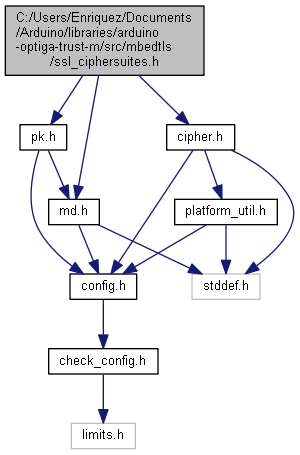 C:/Users/Enriquez/Documents
/Arduino/libraries/arduino
-optiga-trust-m/src/mbedtls
/ssl_ciphersuites.h
pk.h
cipher.h
md.h
platform_util.h
config.h
stddef.h
check_config.h
limits.h